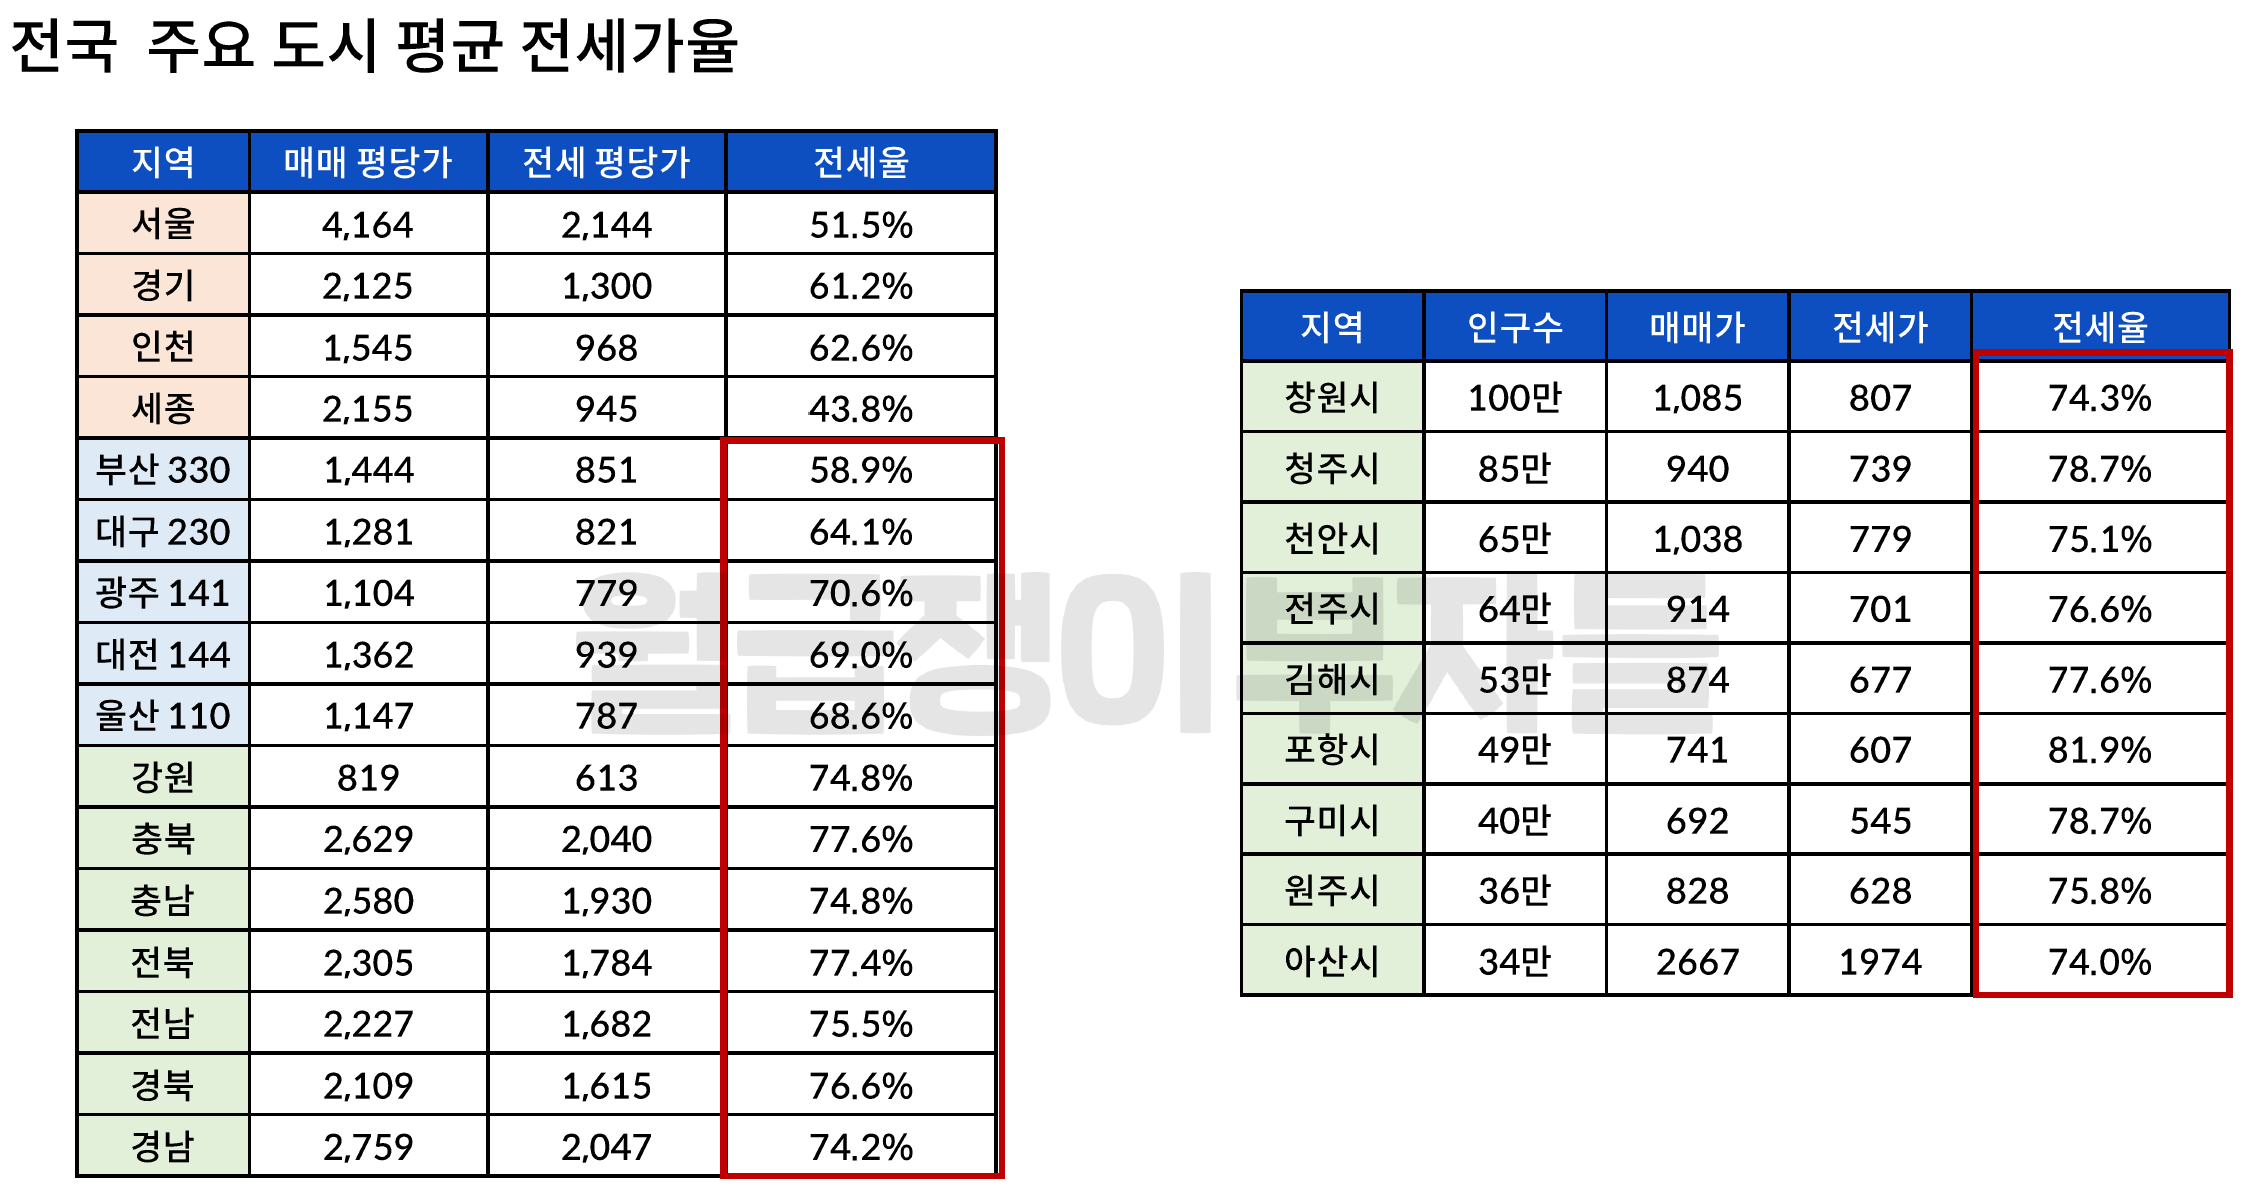 전국 주요 도시 평균 전세가율
지역 매매 평당가 전세 평당가 전세율
서울 4,164 2,144 51.5%
경기 2,125 1,300 61.2%
인천 1,545 968 62.6%
세종 2,155 945 43.8%
부산 330 1,444 851 58.9%
대구 230 1,281 821 64.1%
광주 141 1,104 779 70.6%
대전 144 1,362 939 69.0%
울산 110 1,147 787 68.6%
강원 819 613 74.8%
충북 2,629 2,040 77.6%
충남 2,580 1,930 74.8%
전북 2,305 1,784 77.4%
전남 2,227 1,682 75.5%
경북 2,109 1,615 76.6%
경남 2,759 2,047 74.2%
지역 인구수 매매가 전세가 전세율
창원시 100만 1,085 807 74.3%
청주시 85만 940 739 78.7%
천안시 65만 1,038 779 75.1%
전주시 64만 914 701 76.6%
김해시 53만 874 677 77.6%
포항시 49만 741 607 81.9%
구미시 40만 692 545 78.7%
원주시 36만 828 628 75.8%
아산시 34만 2667 1974 74.0%
월급쟁이부자들